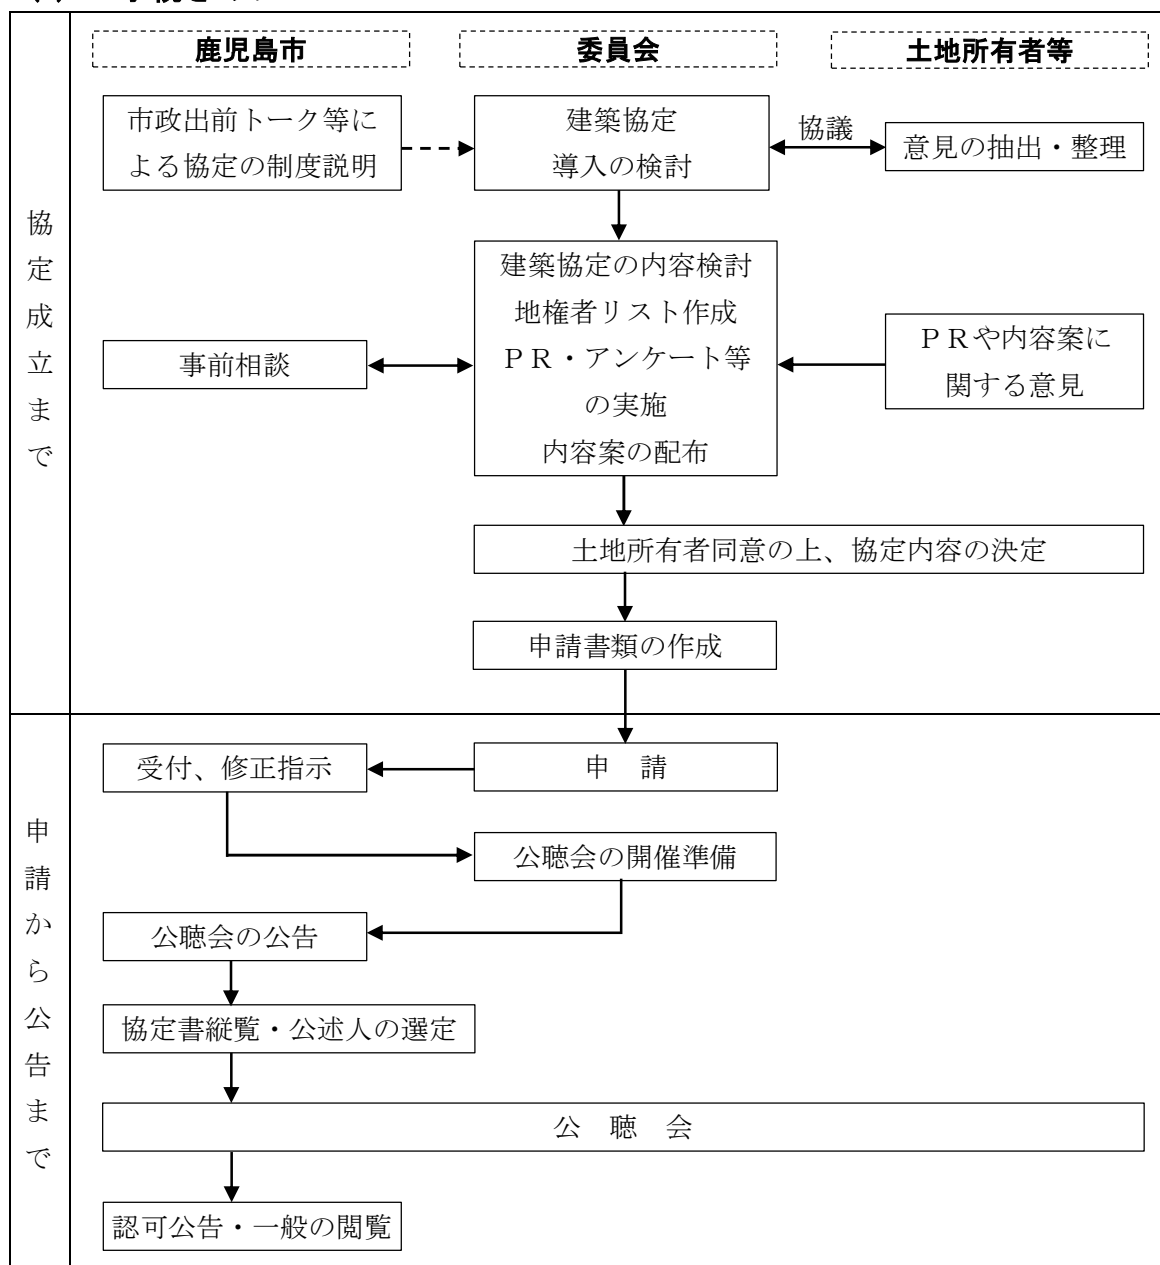 鹿児島市
委員会
土地所有者等
協定成立まで
市政出前トーク等に
よる協定の制度説明
建築協定
導入の検討
協議
意見の抽出・整理
建築協定の内容検討
地権者リスト作成
ＰＲ・アンケート等
の実施
内容案の配布
事前相談
ＰＲや内容案に
関する意見
土地所有者同意の上、協定内容の決定
申請書類の作成
申請から公告まで
受付、修正指示
申　請
公聴会の開催準備
公聴会の公告
協定書縦覧・公述人の選定
公　聴　会
認可公告・一般の閲覧